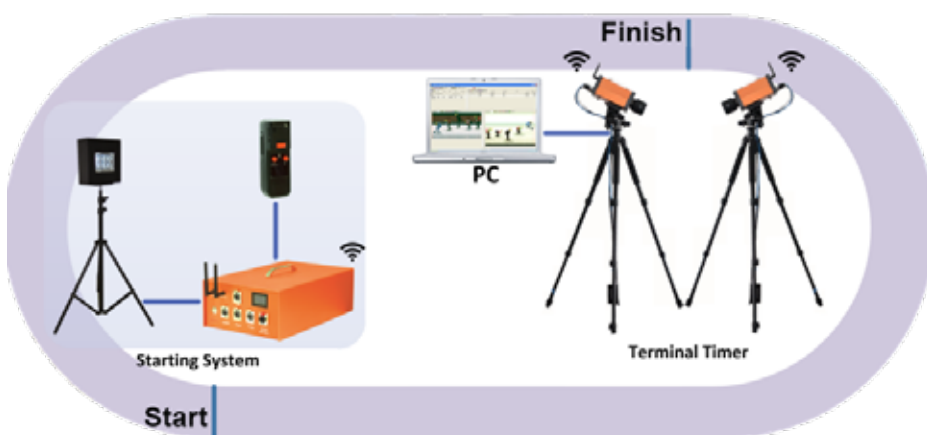 Finish
PC
Starting System
Terminal Timer
Start